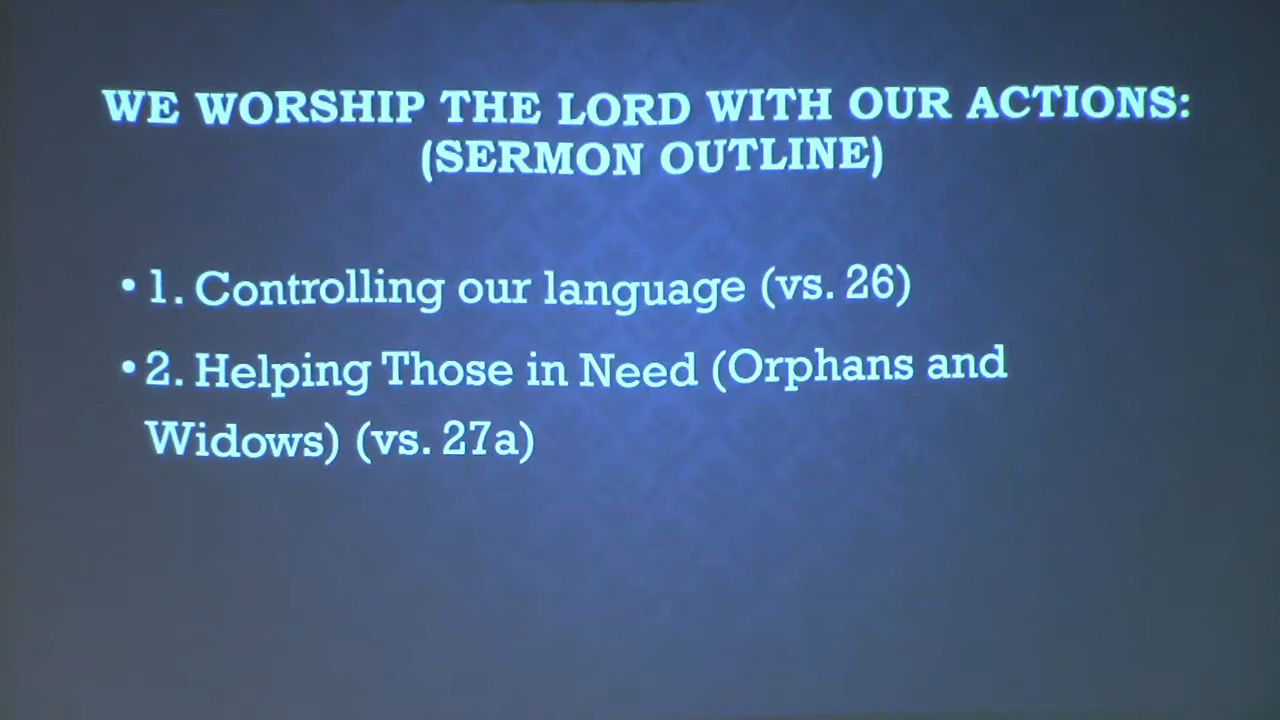 WE WORSHIP THE LORD WITH OUR ACTIONS:
(SERMON OUTLINE)
• 1. Controlling our language (vs. 26)
• 2. Helping Those in Need (Orphans and
Widows) (vs. 27a)